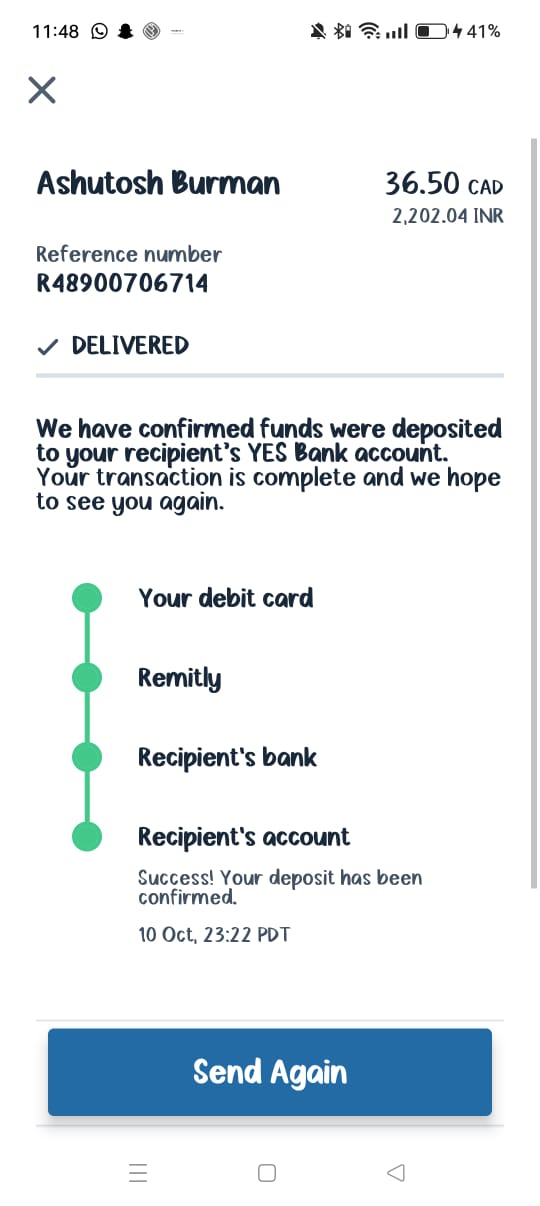 11:48 41%
Ashutosh Burman 36.50 CAD
2,202.04 INR
Reference number
R48900706714
DELIVERED
We have confirmed funds were deposited
to your recipient's YES Bank account.
Your transaction is complete and we hope
to see you again.
Your debit card
Remitly
Recipient's bank
Recipient's account
Success! Your deposit has been
confirmed.
10 Oct, 23:22 PDT
Send Again